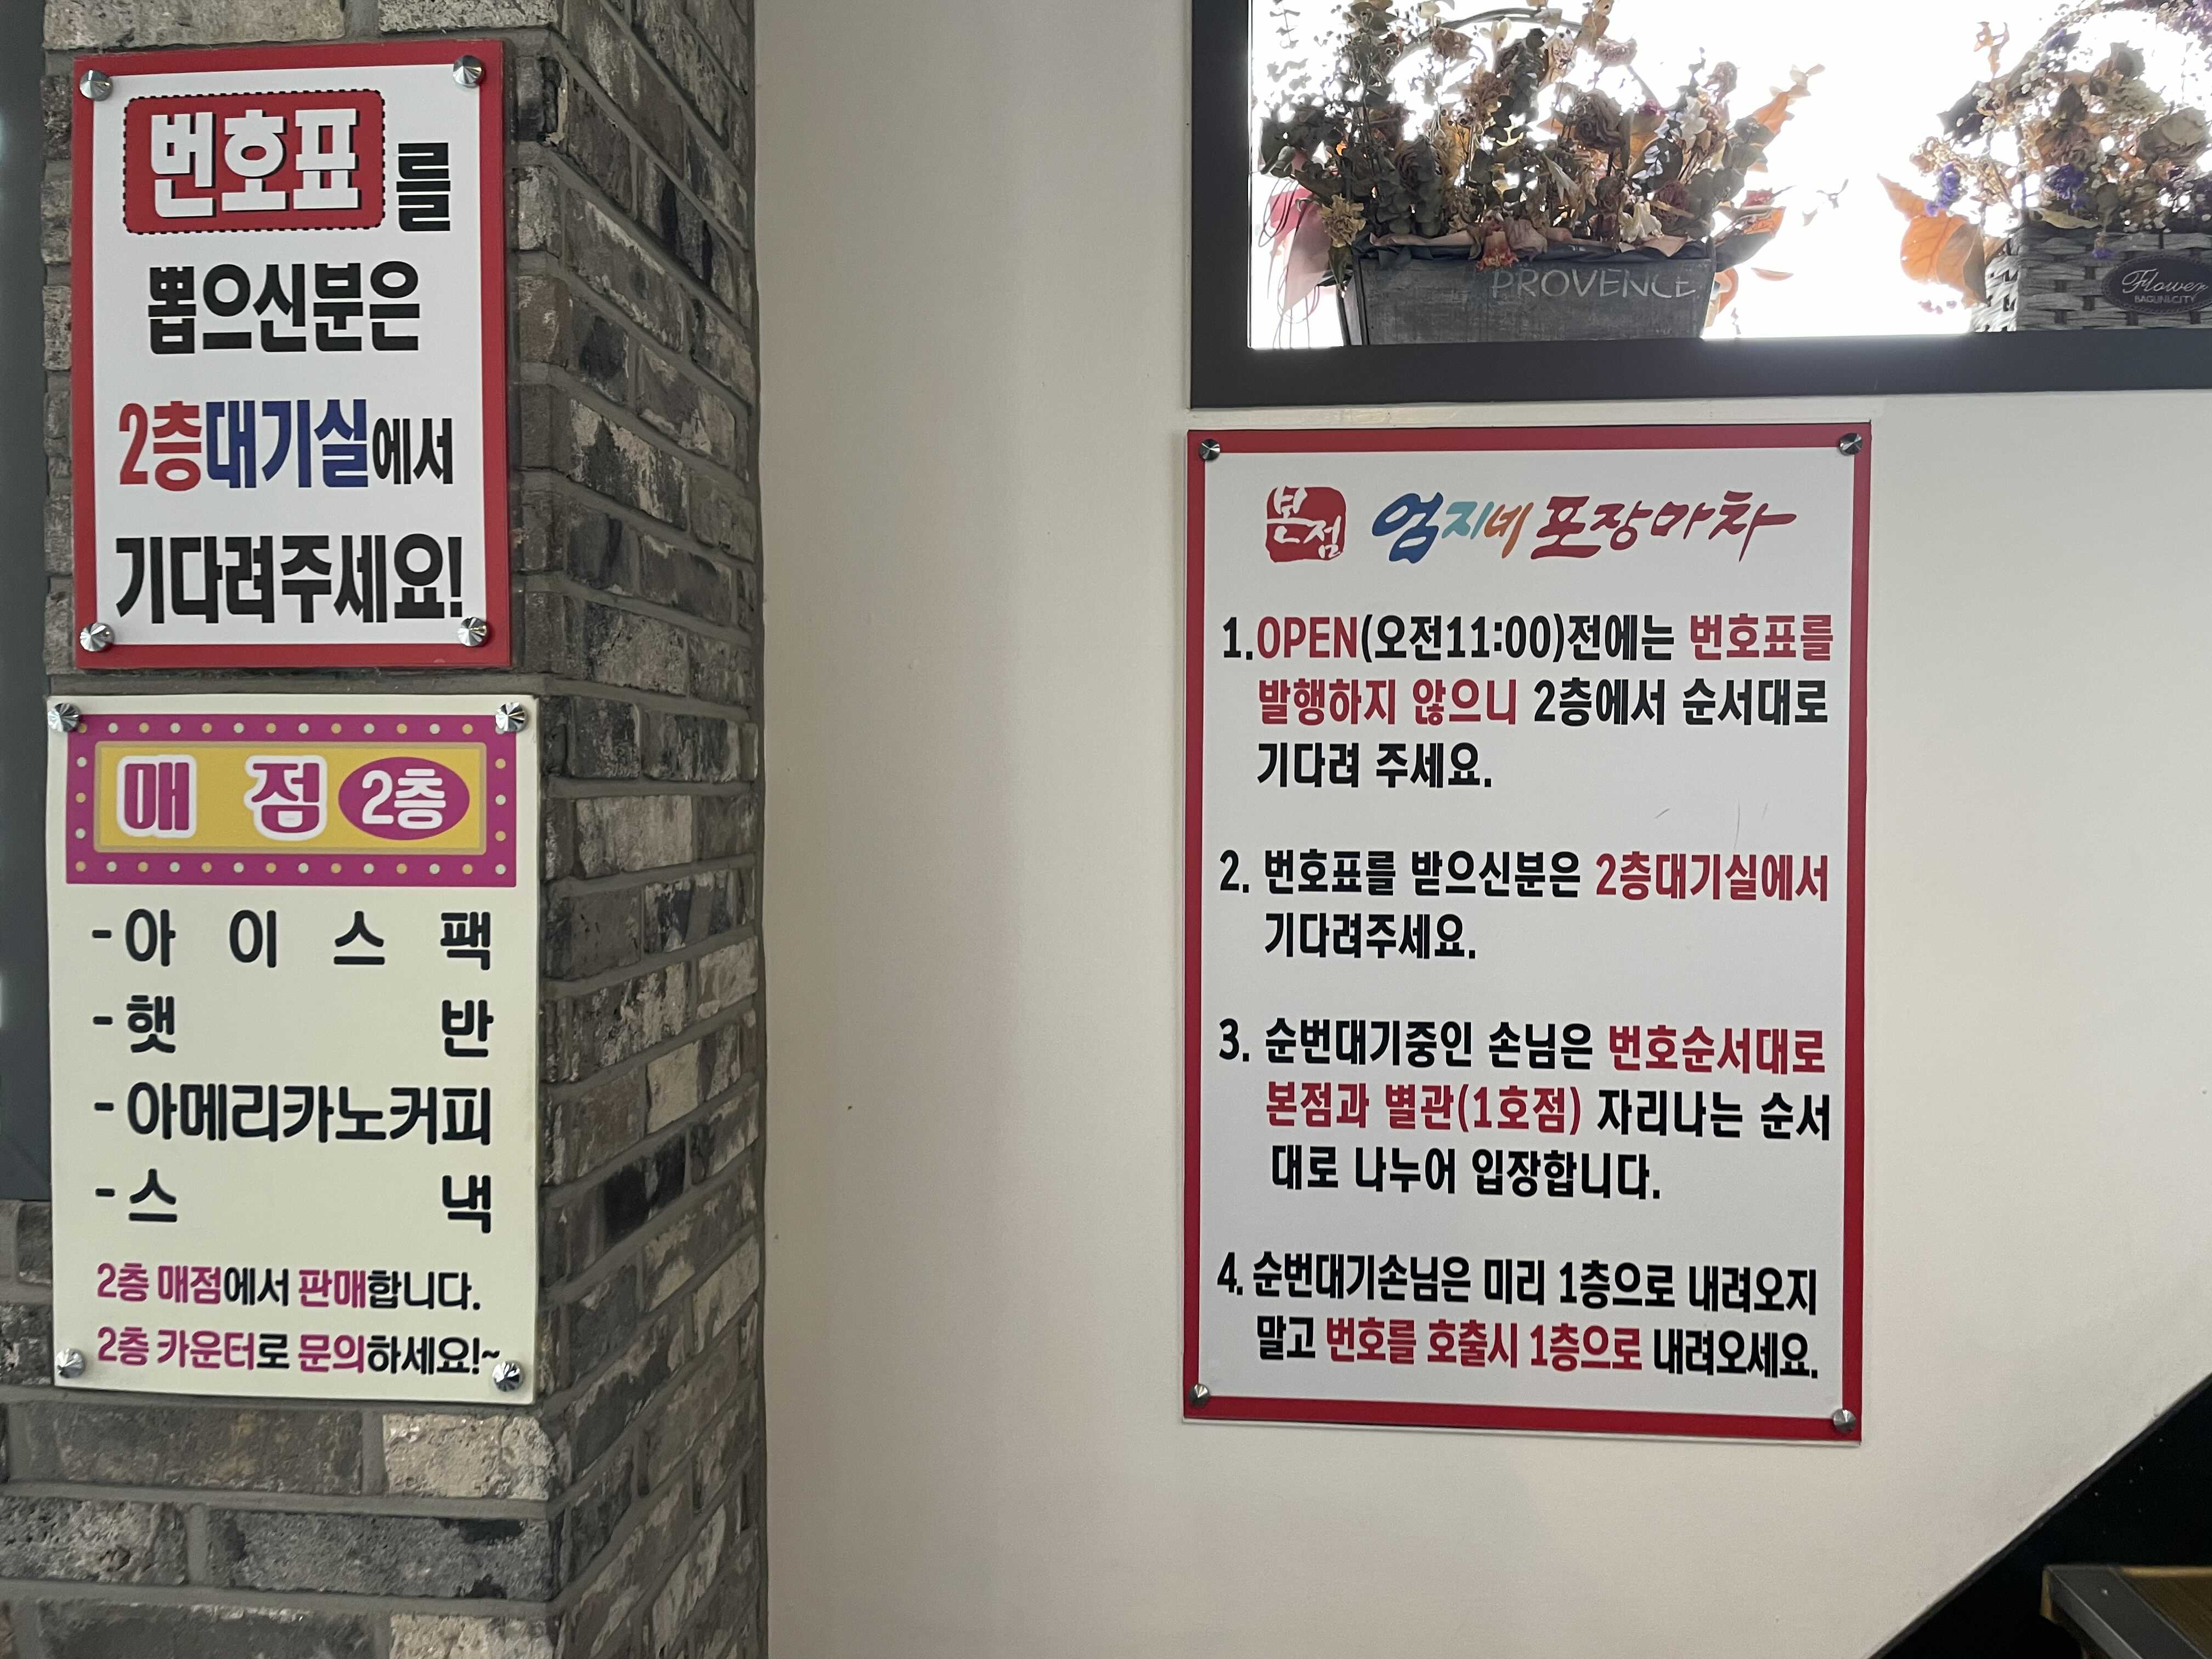 번호표를
뽑으신분은
2층대기실에서
기다려주세요!
매 점 2층
- 아 이 스 팩
- 햇 반
- 아메리카노커피
- 스 낵
2층 매점에서 판매합니다.
2층 카운터로 문의하세요!~
PROVENCE
Flower
BAGUNI.CITY
본점 엄지네 포장마차
1.OPEN(오전11:00)전에는 번호표를
발행하지 않으니 2층에서 순서대로
기다려 주세요.
2. 번호표를 받으신분은 2층대기실에서
기다려주세요.
3. 순번대기중인 손님은 번호순서대로
본점과 별관(1호점) 자리나는 순서
대로 나누어 입장합니다.
4. 순번대기손님은 미리 1층으로 내려오지
말고 번호를 호출시 1층으로 내려오세요.